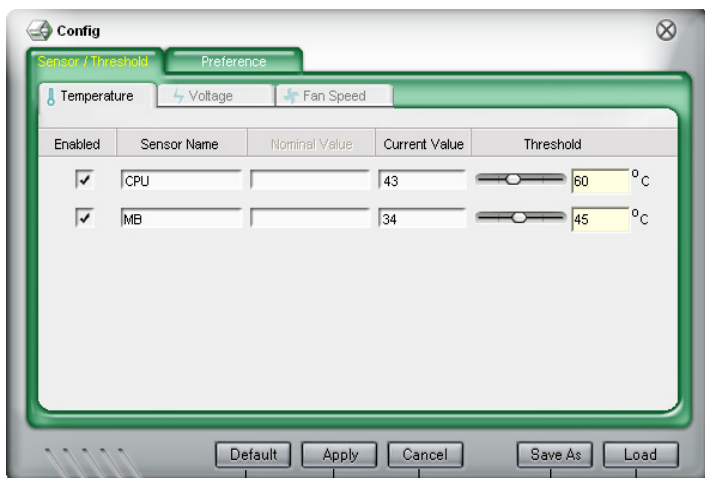 Config
Sensor / Threshold Preference
Temperature Voltage Fan Speed
Enabled Sensor Name Nominal Value Current Value Threshold
CPU 43 60 °C
MB 34 45 °C
Default Apply Cancel Save As Load